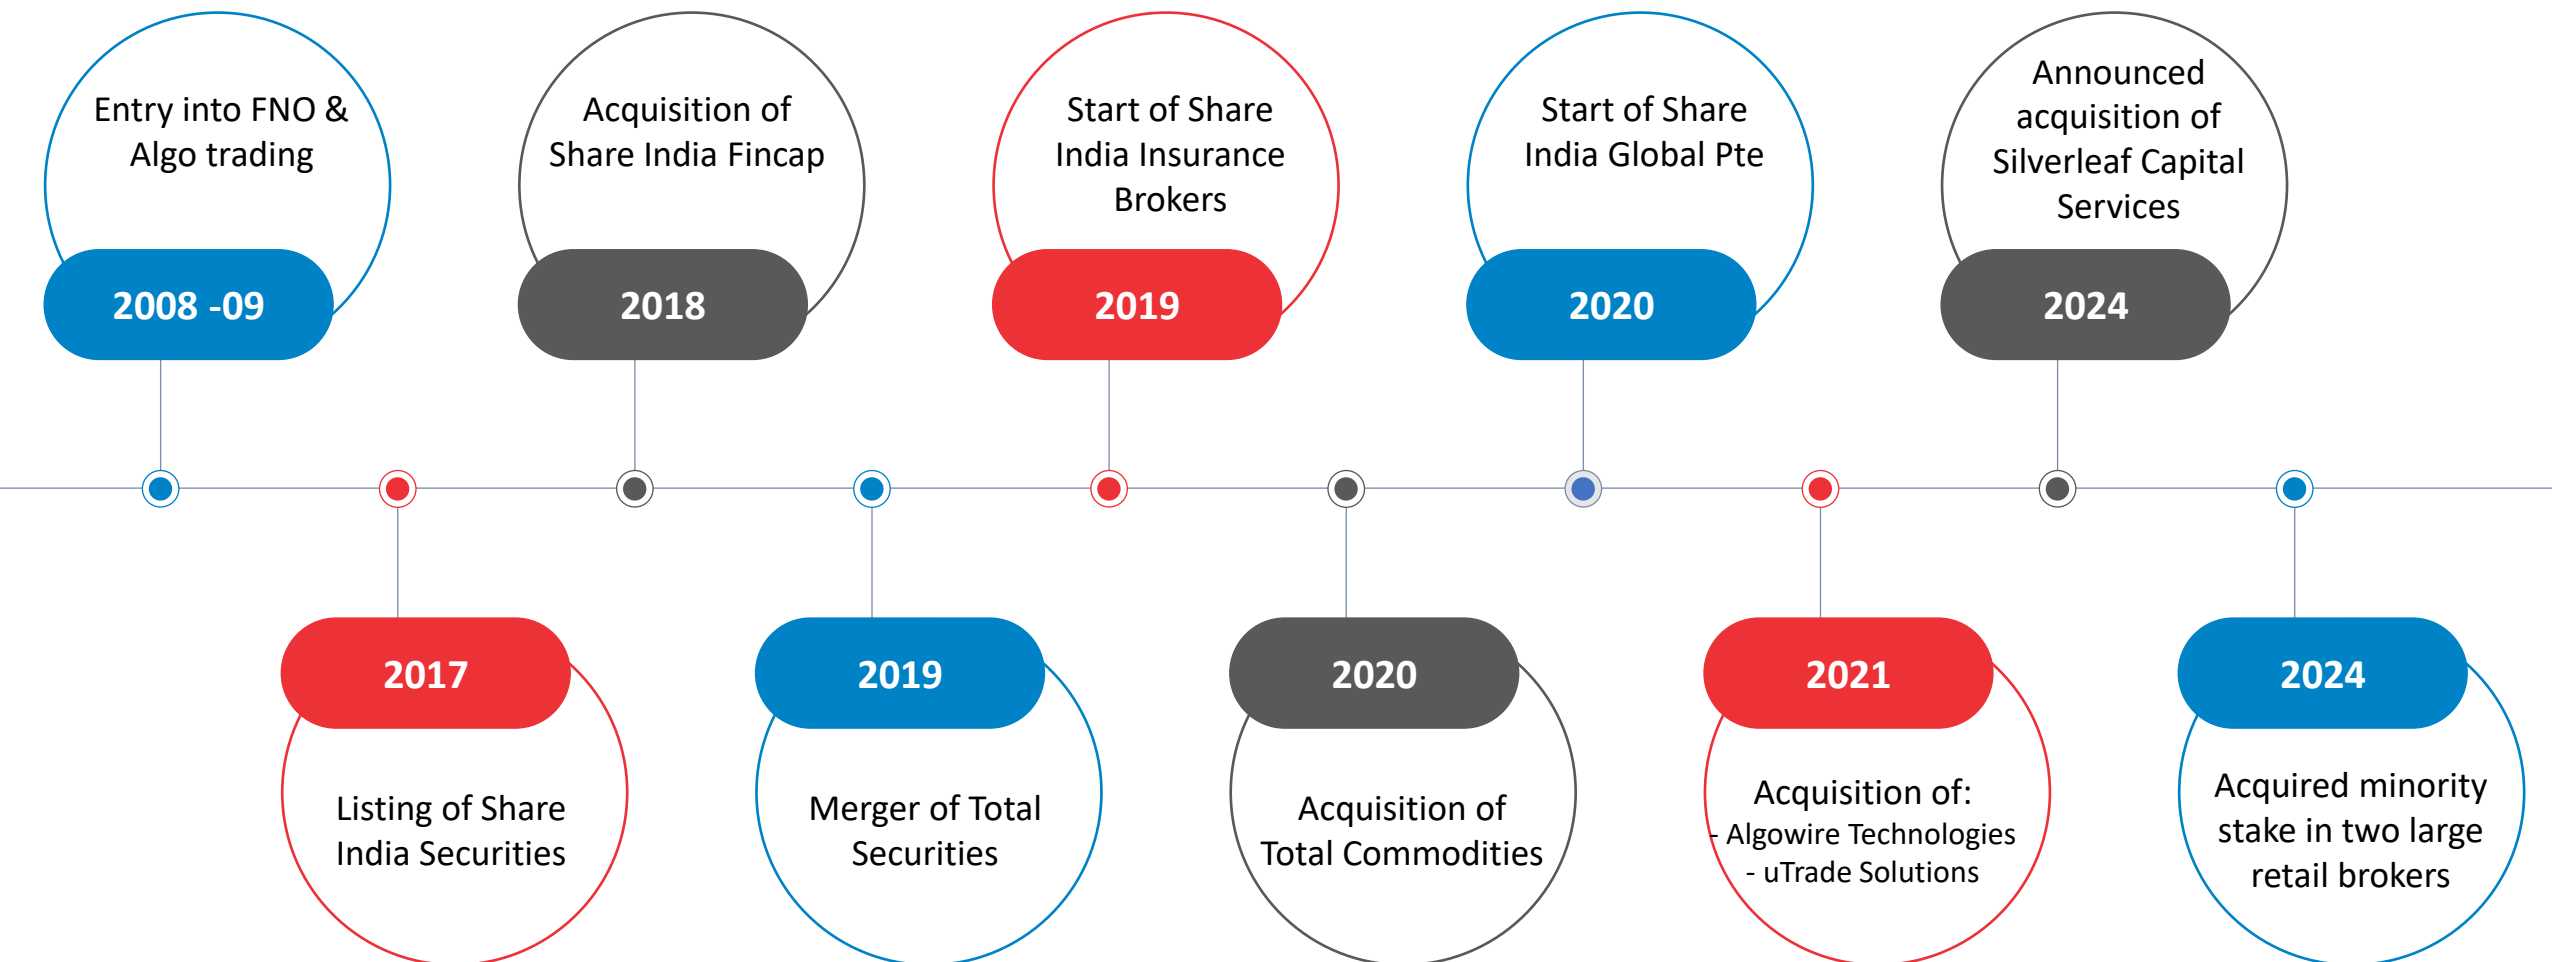 Entry into FNO &
Algo trading
2008 -09
Acquisition of
Share India Fincap
2018
Start of Share
India Insurance
Brokers
2019
Start of Share
India Global Pte
2020
Announced
acquisition of
Silverleaf Capital
Services
2024
2017
Listing of Share
India Securities
2019
Merger of Total
Securities
2020
Acquisition of
Total Commodities
2021
Acquisition of:
- Algowire Technologies
- uTrade Solutions
2024
Acquired minority
stake in two large
retail brokers